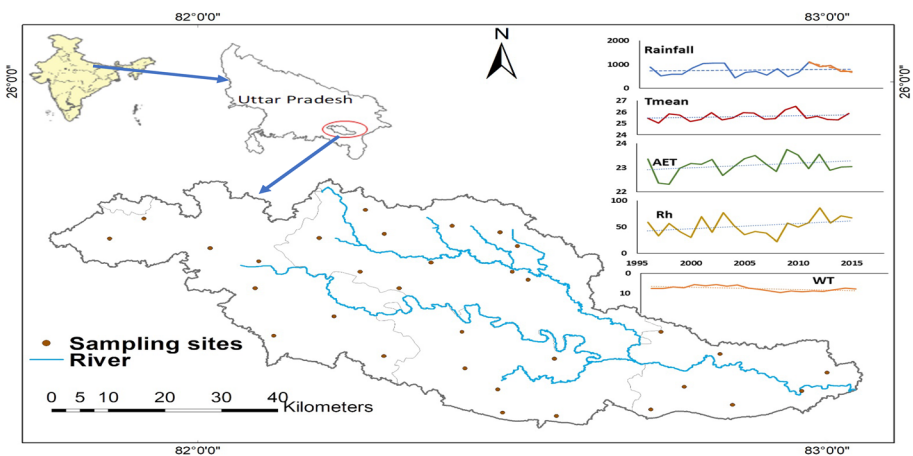 82°0'0"
83°0'0"
N
26°0'0"
26°0'0"
Uttar Pradesh
Rainfall
2000
1000
0
Tmean
27
26
25
24
AET
24
23
22
Rh
100
50
0
1995
2000
2005
2010
2015
WT
0
10
Sampling sites
River
0 5 10 20 30 40
Kilometers
82°0'0"
83°0'0"